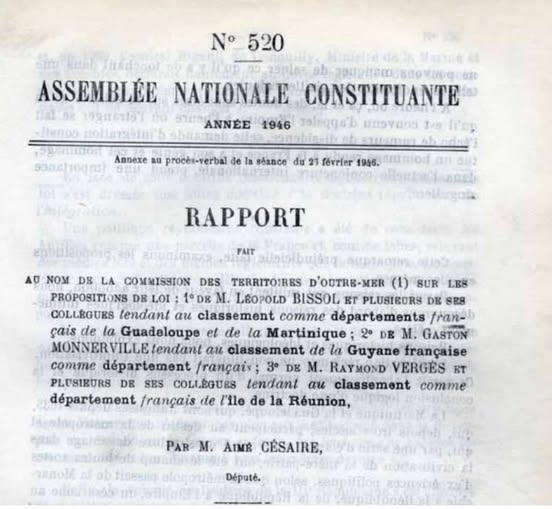 N° 520
ASSEMBLÉE NATIONALE CONSTITUANTE
ANNÉE 1946
Annexe au procès-verbal de la séance du 26 février 1946.
RAPPORT
FAIT
AU NOM DE LA COMMISSION DES TERRITOIRES D'OUTRE-MER (1) SUR LES
PROPOSITIONS DE LOI : 1° DE M. LÉOPOLD BISSOL ET PLUSIEURS DE SES
COLLÈGUES tendant au classement comme départements fran-
çais de la Guadeloupe et de la Martinique ; 2° DE M. GASTON
MONNERVILLE tendant au classement de la Guyane française
comme département français ; 3° DE M. RAYMOND VERGÈS ET
PLUSIEURS DE SES COLLÈGUES tendant au classement comme
département français de l'île de la Réunion,
PAR M. AIMÉ CÉSAIRE,
Député.